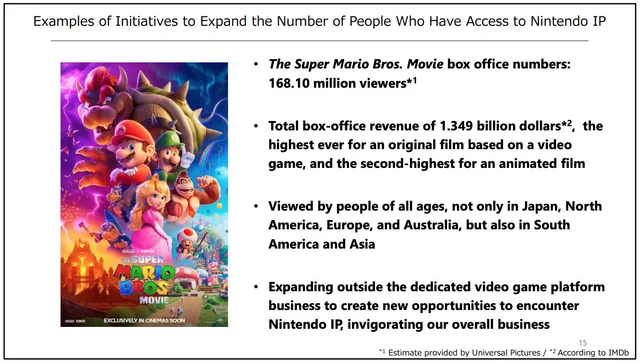 Examples of Initiatives to Expand the Number of People Who Have Access to Nintendo IP
THE
SUPER
MARIO
BROS
MOVIE
EXCLUSIVELY IN CINEMAS SOON
• The Super Mario Bros. Movie box office numbers:
168.10 million viewers*1
• Total box-office revenue of 1.349 billion dollars*2, the
highest ever for an original film based on a video
game, and the second-highest for an animated film
• Viewed by people of all ages, not only in Japan, North
America, Europe, and Australia, but also in South
America and Asia
• Expanding outside the dedicated video game platform
business to create new opportunities to encounter
Nintendo IP, invigorating our overall business
15
*1 Estimate provided by Universal Pictures / *2 According to IMDb